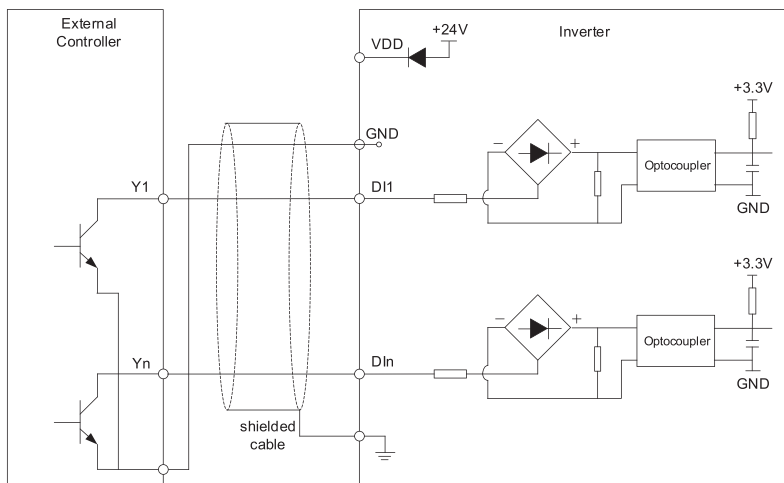 External
Controller
Inverter
+24V
VDD
+3.3V
GND
Optocoupler
Y1
DI1
GND
+3.3V
Optocoupler
Yn
DIn
GND
shielded
cable